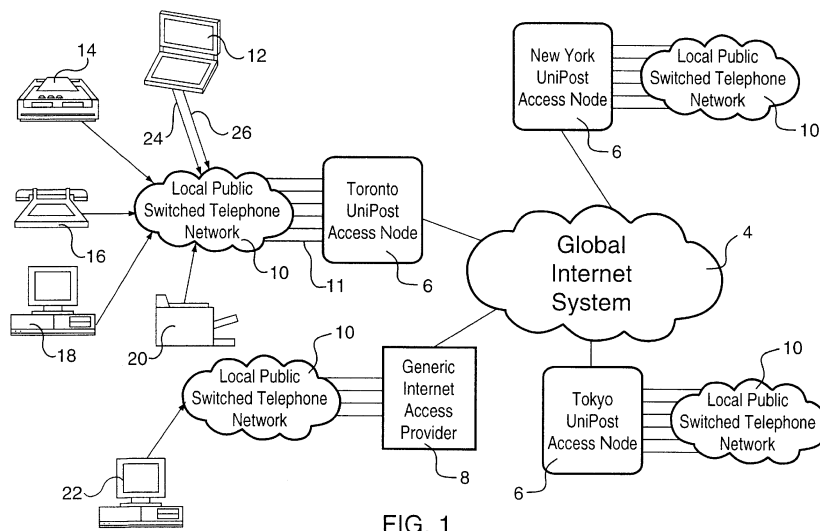 14
12
24
26
Local Public
Switched Telephone
Network
10
11
16
18
20
Toronto
UniPost
Access Node
6
New York
UniPost
Access Node
6
Local Public
Switched Telephone
Network
10
Global
Internet
System
4
10
Local Public
Switched Telephone
Network
22
Generic
Internet
Access
Provider
8
Tokyo
UniPost
Access Node
6
10
Local Public
Switched Telephone
Network
FIG. 1